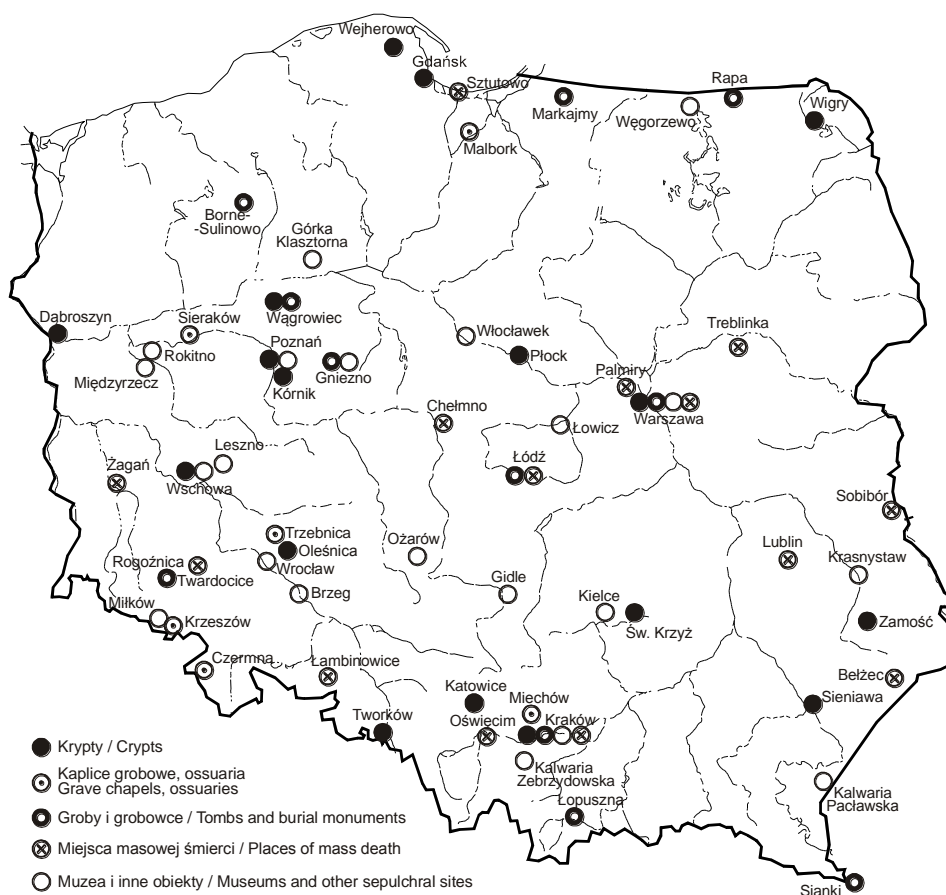 Wejherowo
Gdańsk
Sztutowo
Rapa
Markajmy
Węgorzewo
Wigry
Malbork
Borne-
-Sulinowo
Górka
Klasztorna
Dąbroszyn
Sieraków
Wągrowiec
Włocławek
Treblinka
Rokitno
Poznań
Płock
Międzyrzecz
Gniezno
Palmiry
Kórnik
Chełmno
Warszawa
Łowicz
Leszno
Żagań
Łódź
Wschowa
Sobibór
Trzebnica
Oleśnica
Ożarów
Lublin
Krasnystaw
Rogoźnica
Wrocław
Twardocice
Gidle
Brzeg
Kielce
Miłków
Krzeszów
Św. Krzyż
Zamość
Czermna
Łambinowice
Bełżec
Katowice
Miechów
Sieniawa
Tworków
Oświęcim
Kraków
Kalwaria
Zebrzydowska
Kalwaria
Pacławska
Łopuszna
Sianki
Krypty / Crypts
Kaplice grobowe, ossuaria
Grave chapels, ossuaries
Groby i grobowce / Tombs and burial monuments
Miejsca masowej śmierci / Places of mass death
Muzea i inne obiekty / Museums and other sepulchral sites